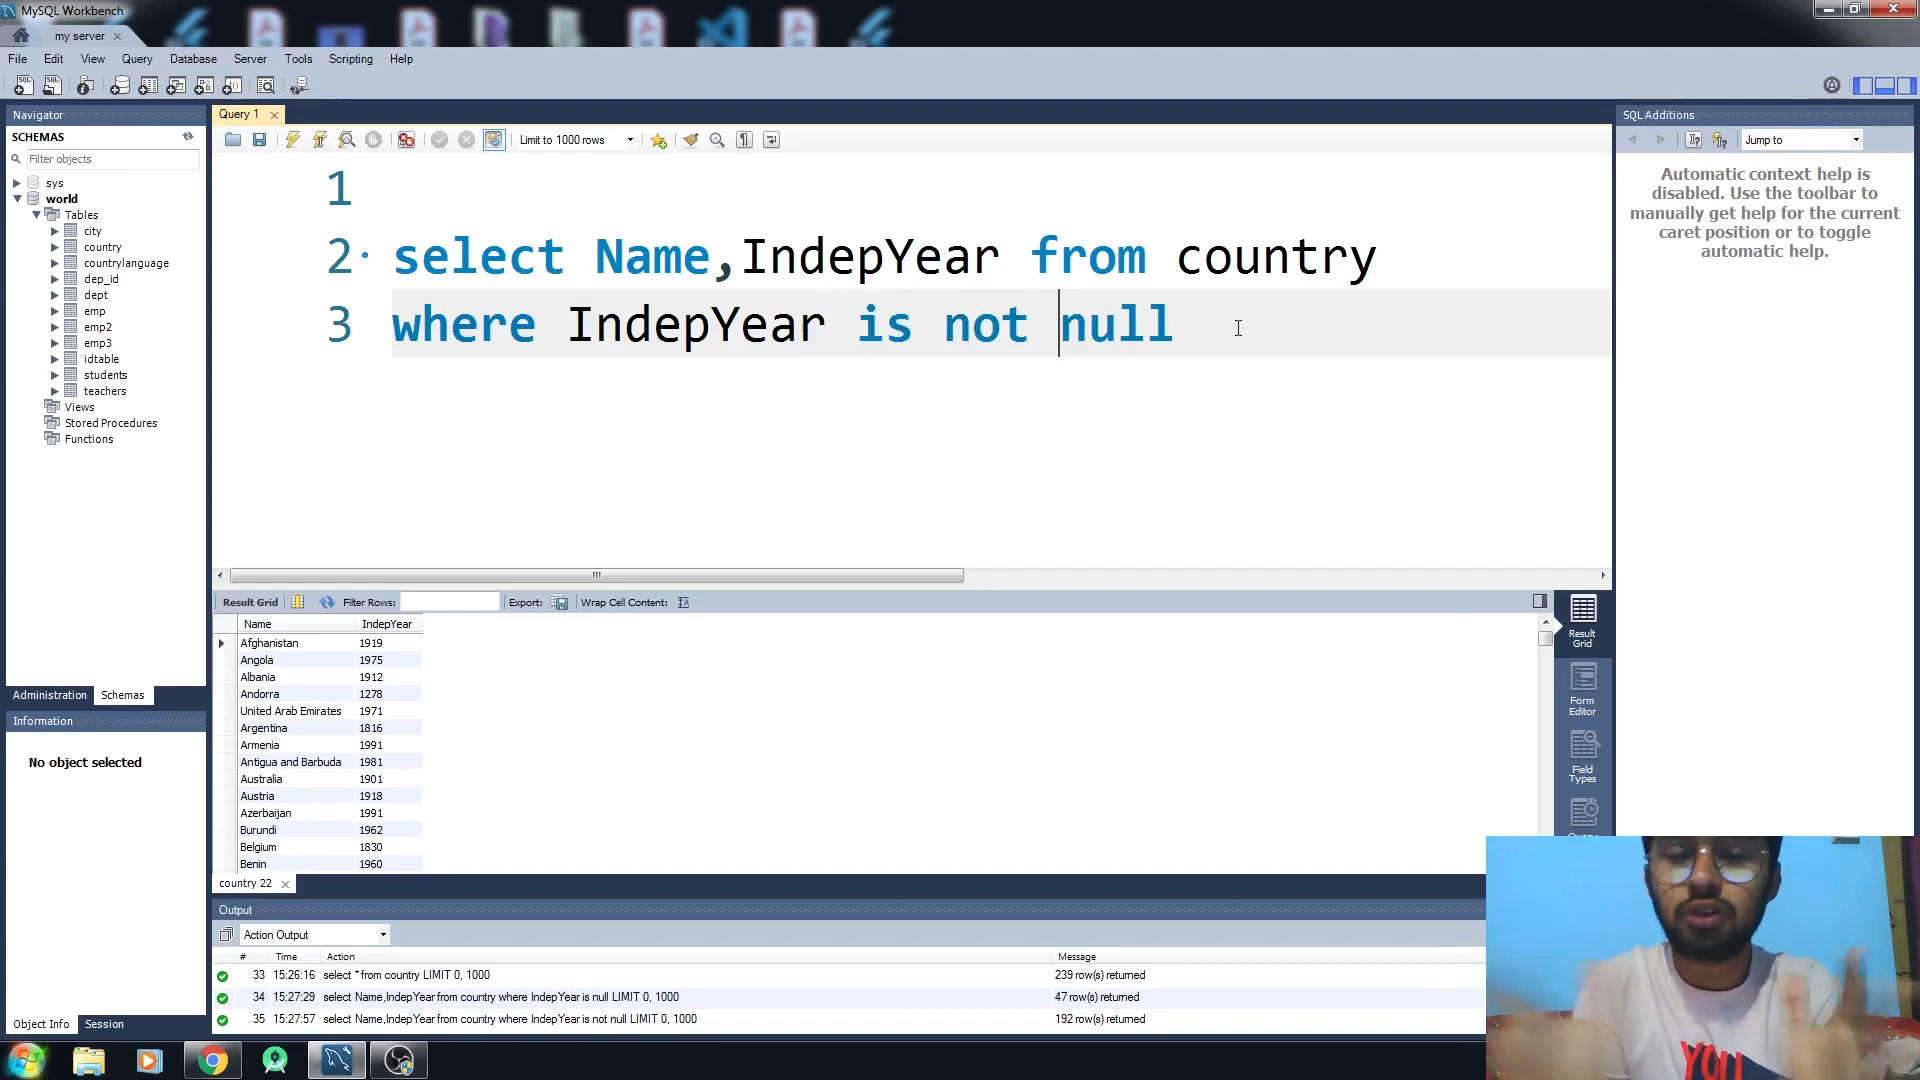 MySQL Workbench
my server
File Edit View Query Database Server Tools Scripting Help
Navigator
SCHEMAS
Filter objects
sys
world
Tables
city
country
countrylanguage
dep_id
dept
emp
emp2
emp3
idtable
students
teachers
Views
Stored Procedures
Functions
Administration Schemas
Information
No object selected
Object Info Session
Query 1
Limit to 1000 rows
1
2 select Name,IndepYear from country
3 where IndepYear is not null
Result Grid Filter Rows: Export: Wrap Cell Content:
Name IndepYear
Afghanistan 1919
Angola 1975
Albania 1912
Andorra 1278
United Arab Emirates 1971
Argentina 1816
Armenia 1991
Antigua and Barbuda 1981
Australia 1901
Austria 1918
Azerbaijan 1991
Burundi 1962
Belgium 1830
Benin 1960
country 22
Result
Grid
Form
Editor
Field
Types
Output
Action Output
# Time Action Message
33 15:26:16 select * from country LIMIT 0, 1000 239 row(s) returned
34 15:27:29 select Name,IndepYear from country where IndepYear is null LIMIT 0, 1000 47 row(s) returned
35 15:27:57 select Name,IndepYear from country where IndepYear is not null LIMIT 0, 1000 192 row(s) returned
SQL Additions
Jump to
Automatic context help is
disabled. Use the toolbar to
manually get help for the current
caret position or to toggle
automatic help.
YOU